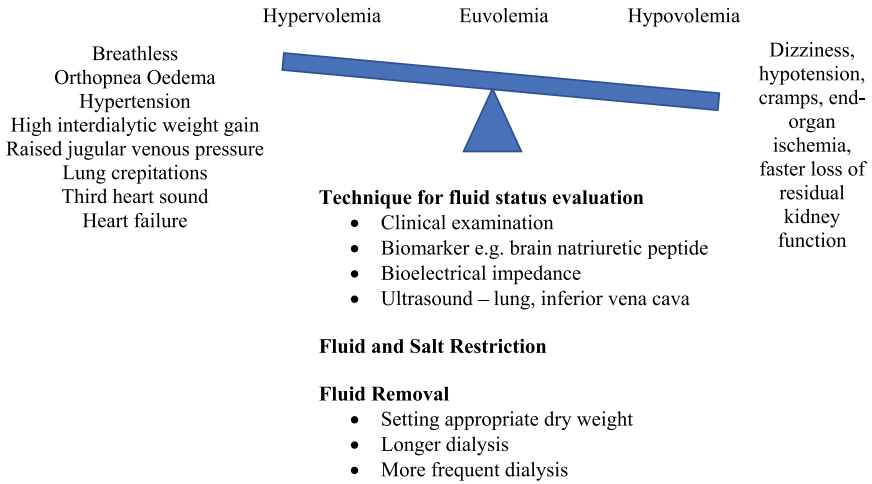 Hypervolemia Euvolemia Hypovolemia
Breathless
Orthopnea Oedema
Hypertension
High interdialytic weight gain
Raised jugular venous pressure
Lung crepitations
Third heart sound
Heart failure
Dizziness,
hypotension,
cramps, end-
organ
ischemia,
faster loss of
residual
kidney
function
Technique for fluid status evaluation
• Clinical examination
• Biomarker e.g. brain natriuretic peptide
• Bioelectrical impedance
• Ultrasound – lung, inferior vena cava
Fluid and Salt Restriction
Fluid Removal
• Setting appropriate dry weight
• Longer dialysis
• More frequent dialysis